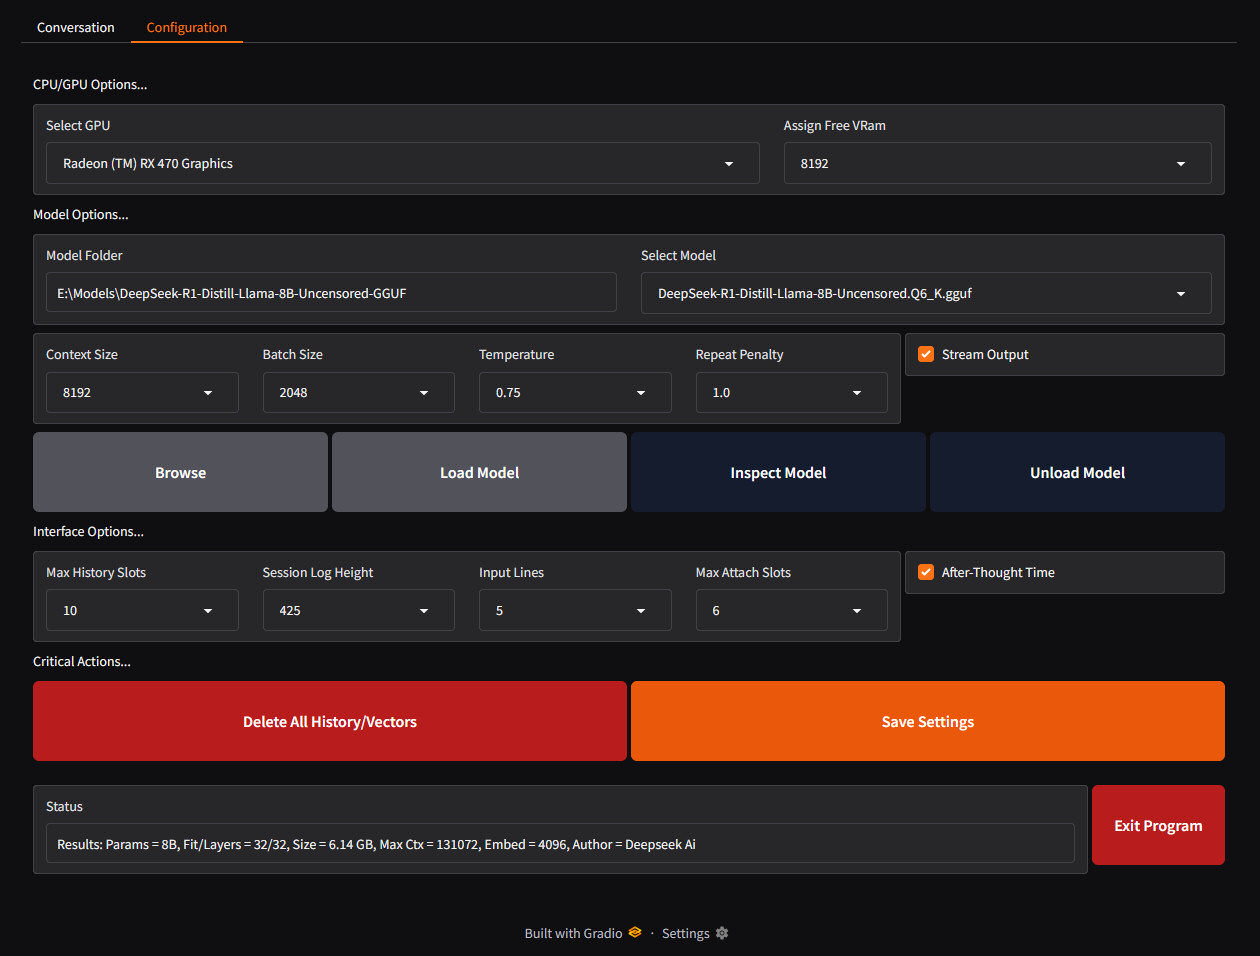 Conversation Configuration
CPU/GPU Options...
Select GPU Assign Free VRam
Radeon (TM) RX 470 Graphics 8192
Model Options...
Model Folder Select Model
E:\Models\DeepSeek-R1-Distill-Llama-8B-Uncensored-GGUF DeepSeek-R1-Distill-Llama-8B-Uncensored.Q6_K.gguf
Context Size Batch Size Temperature Repeat Penalty Stream Output
8192 2048 0.75 1.0
Browse Load Model Inspect Model Unload Model
Interface Options...
Max History Slots Session Log Height Input Lines Max Attach Slots After-Thought Time
10 425 5 6
Critical Actions...
Delete All History/Vectors Save Settings
Status
Exit Program
Results: Params = 8B, Fit/Layers = 32/32, Size = 6.14 GB, Max Ctx = 131072, Embed = 4096, Author = Deepseek Ai
Built with Gradio · Settings